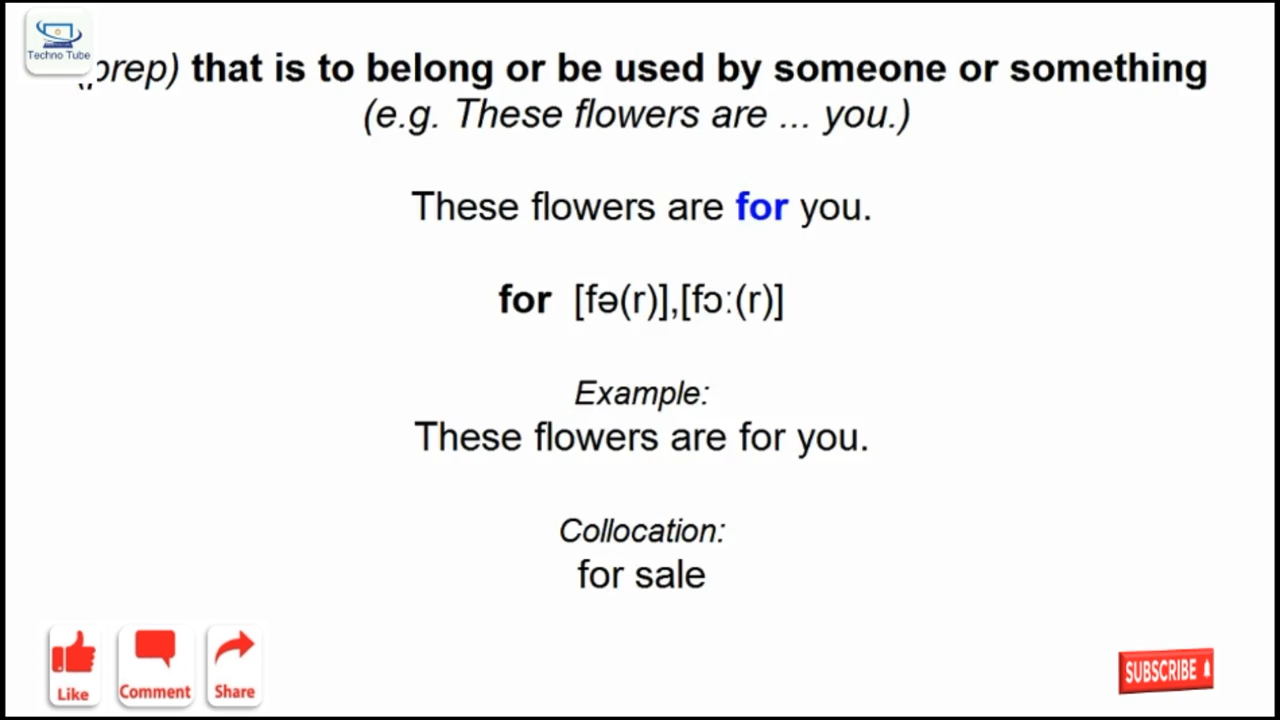 Techno Tube
(prep) that is to belong or be used by someone or something
(e.g. These flowers are ... you.)
These flowers are for you.
for [fə(r)],[fɔː(r)]
Example:
These flowers are for you.
Collocation:
for sale
Like
Comment
Share
SUBSCRIBE